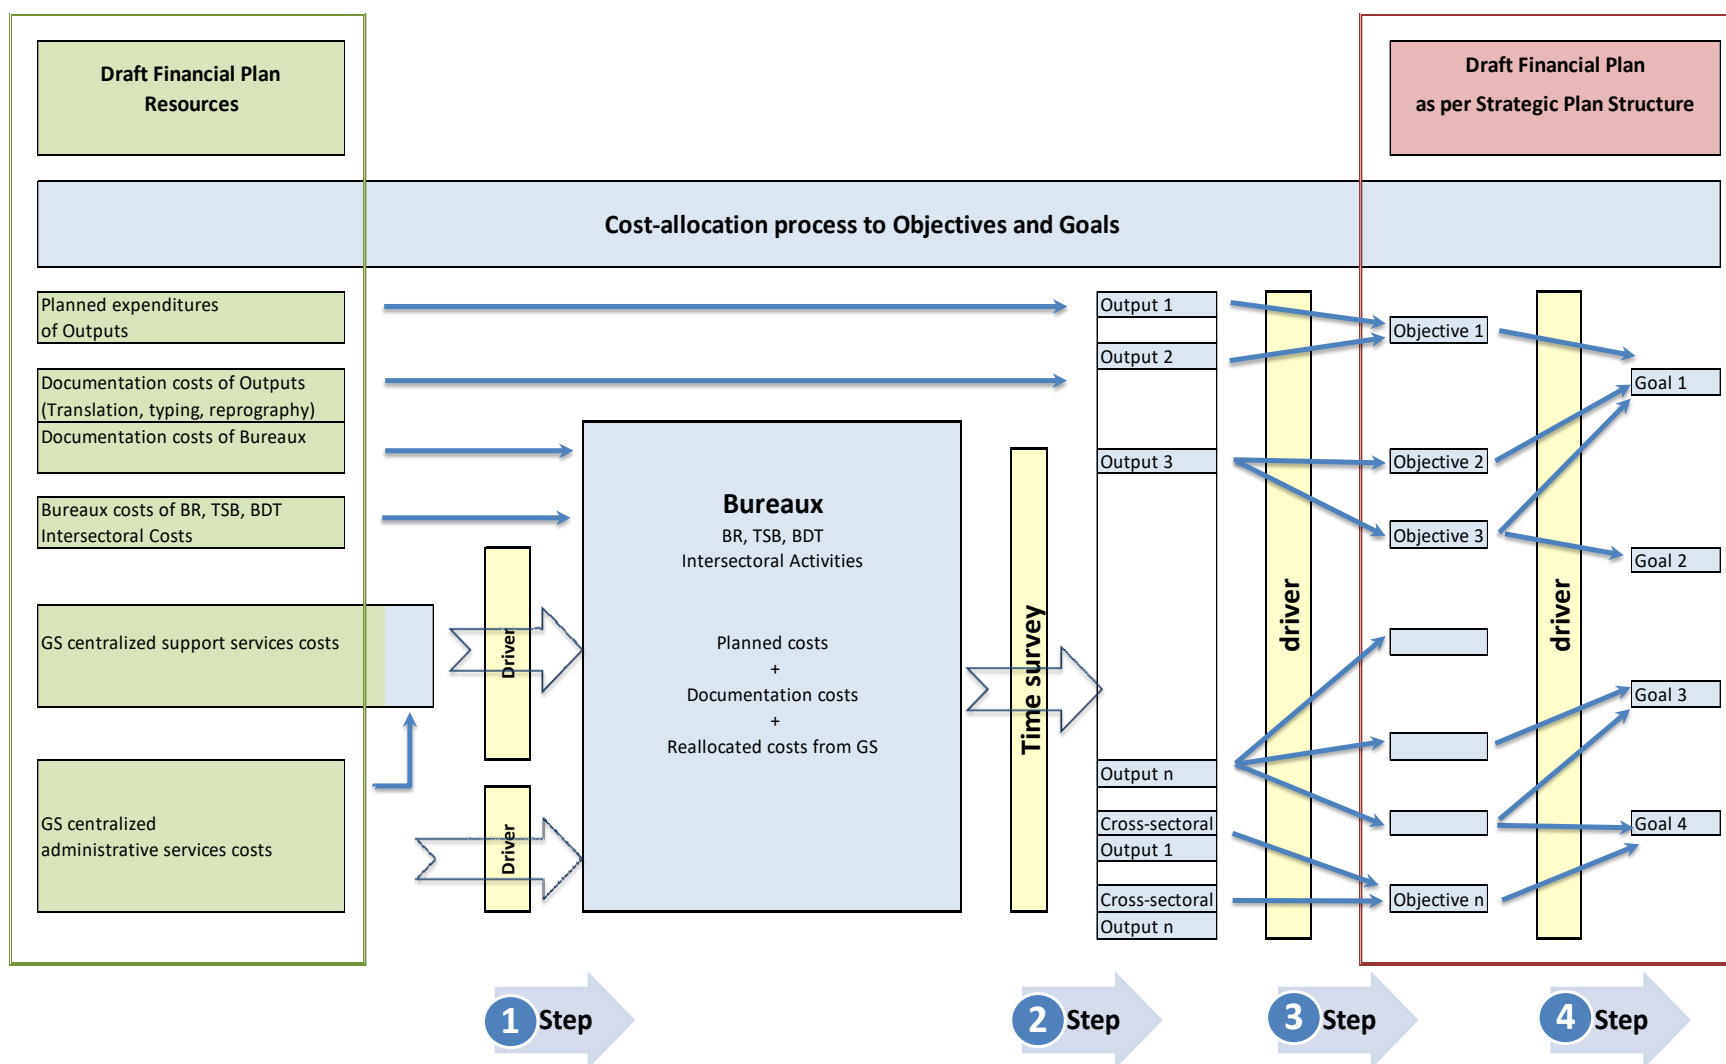 Draft Financial Plan
Resources
Draft Financial Plan
as per Strategic Plan Structure
Cost-allocation process to Objectives and Goals
Planned expenditures
of Outputs
Documentation costs of Outputs
(Translation, typing, reprography)
Documentation costs of Bureaux
Bureaux costs of BR, TSB, BDT
Intersectoral Costs
GS centralized support services costs
GS centralized
administrative services costs
Driver
Driver
Bureaux
BR, TSB, BDT
Intersectoral Activities
Planned costs
+
Documentation costs
+
Reallocated costs from GS
Time survey
Output 1
Output 2
Output 3
Output n
Cross-sectoral
Output 1
Cross-sectoral
Output n
driver
Objective 1
Objective 2
Objective 3
Objective n
driver
Goal 1
Goal 2
Goal 3
Goal 4
1 Step
2 Step
3 Step
4 Step